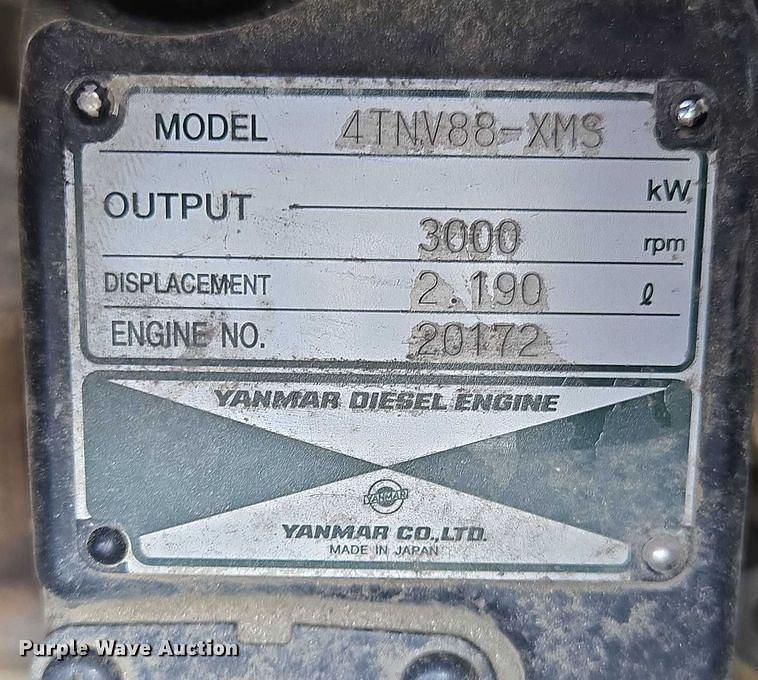 MODEL 4TNV88-XMS
OUTPUT kW
3000 rpm
DISPLACEMENT 2.190 ℓ
ENGINE NO. 20172
YANMAR DIESEL ENGINE
YANMAR
YANMAR CO.,LTD.
MADE IN JAPAN
Purple Wave Auction